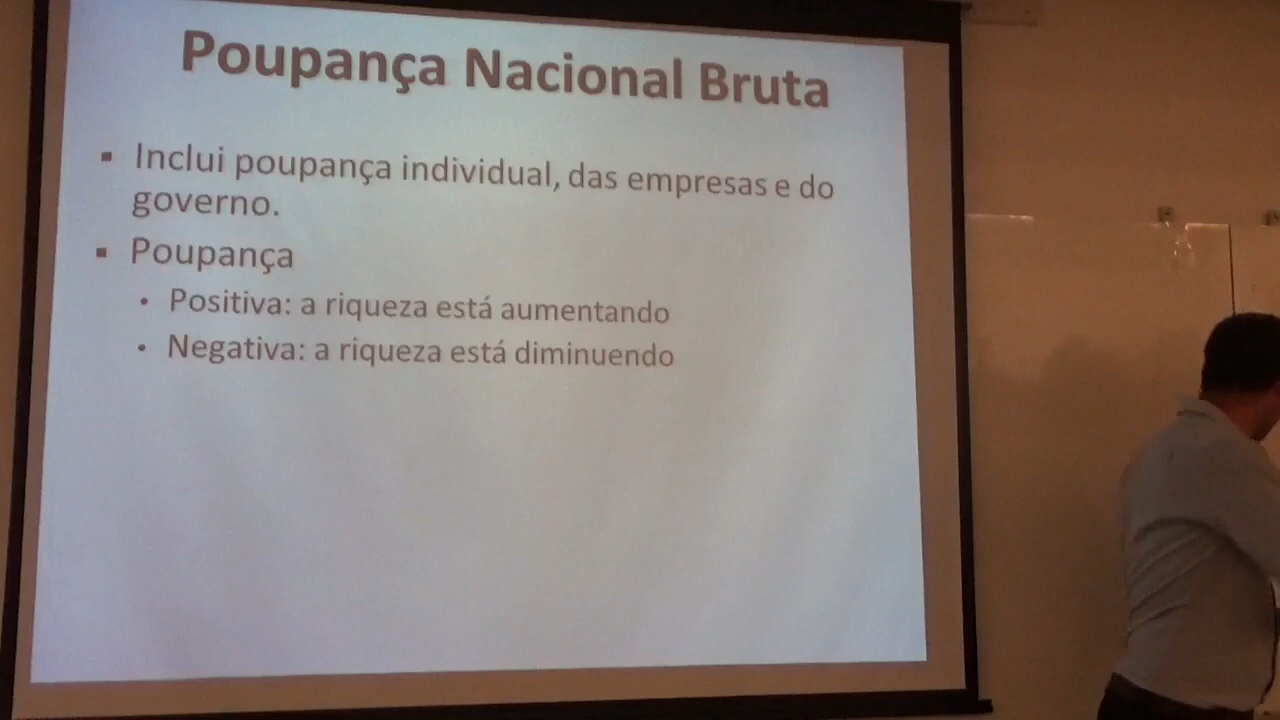 Poupança Nacional Bruta
▪ Inclui poupança individual, das empresas e do
governo.
▪ Poupança
• Positiva: a riqueza está aumentando
• Negativa: a riqueza está diminuendo